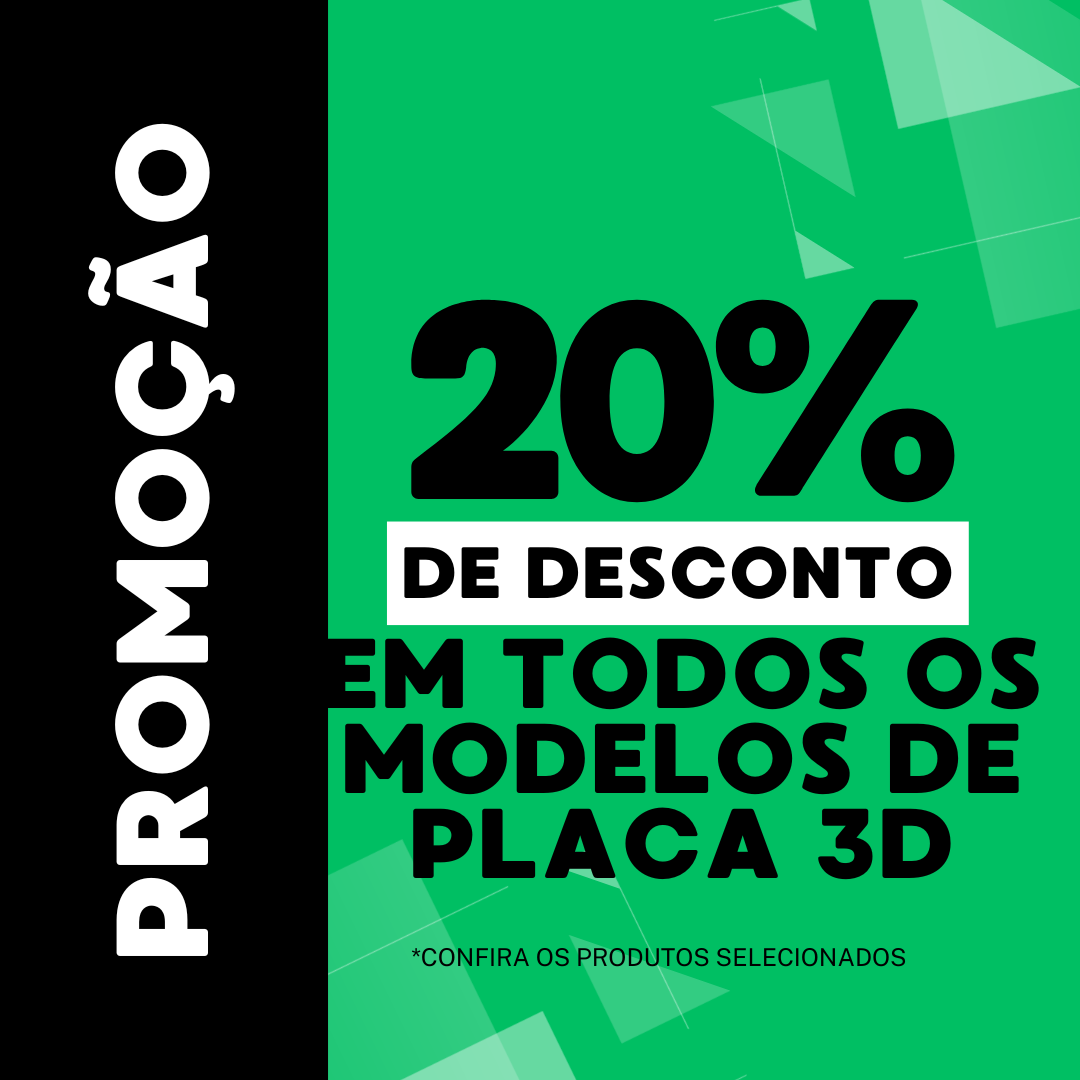 PROMOÇÃO
20%
DE DESCONTO
EM TODOS OS
MODELOS DE
PLACA 3D
*CONFIRA OS PRODUTOS SELECIONADOS